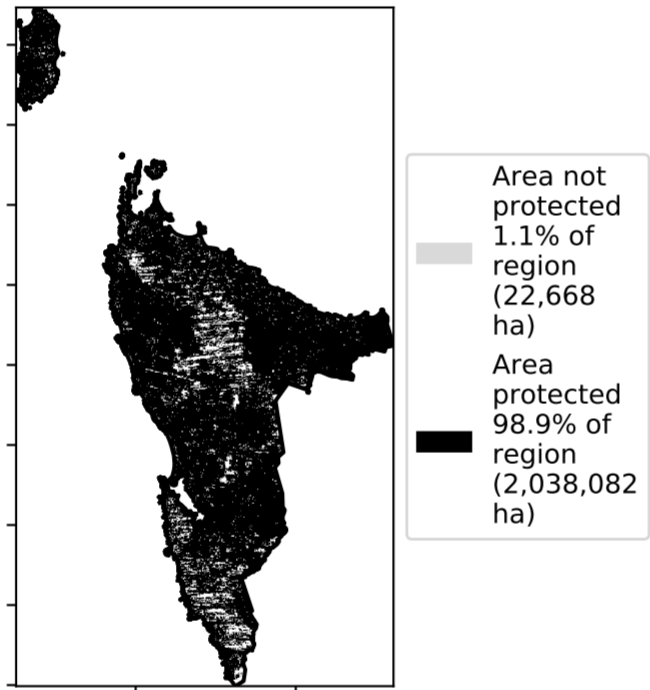 Area not
protected
1.1% of
region
(22,668
ha)
Area
protected
98.9% of
region
(2,038,082
ha)